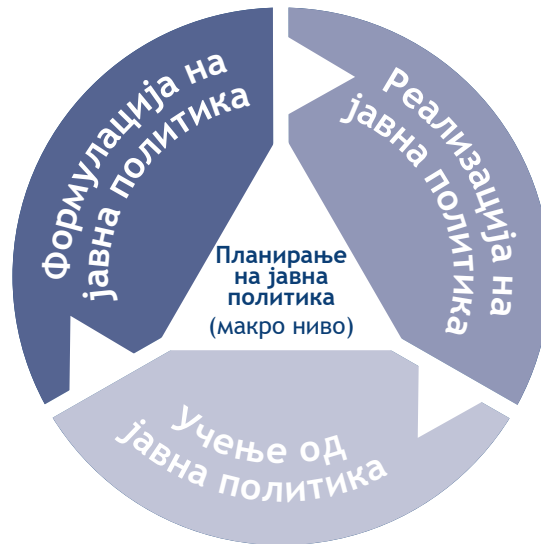 Формулација на
јавна политика
Реализација на
јавна политика
Планирање
на јавна
политика
(макро ниво)
Учење од
јавна политика